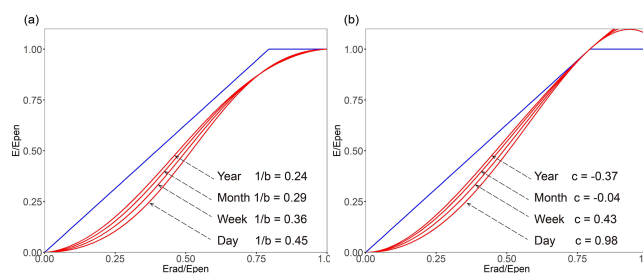 (a)
(b)
E/Epen
1.00
0.75
0.50
0.25
0.00
0.00 0.25 0.50 0.75 1.0
Erad/Epen
Year 1/b = 0.24
Month 1/b = 0.29
Week 1/b = 0.36
Day 1/b = 0.45
E/Epen
1.00
0.75
0.50
0.25
0.00
0.00 0.25 0.50 0.75 1.0
Erad/Epen
Year c = -0.37
Month c = -0.04
Week c = 0.43
Day c = 0.98